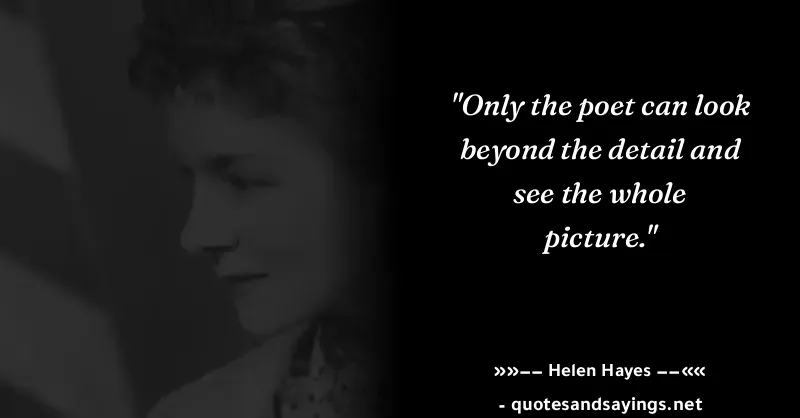 "Only the poet can look
beyond the detail and
see the whole
picture."
»»−− Helen Hayes −−««
- quotesandsayings.net